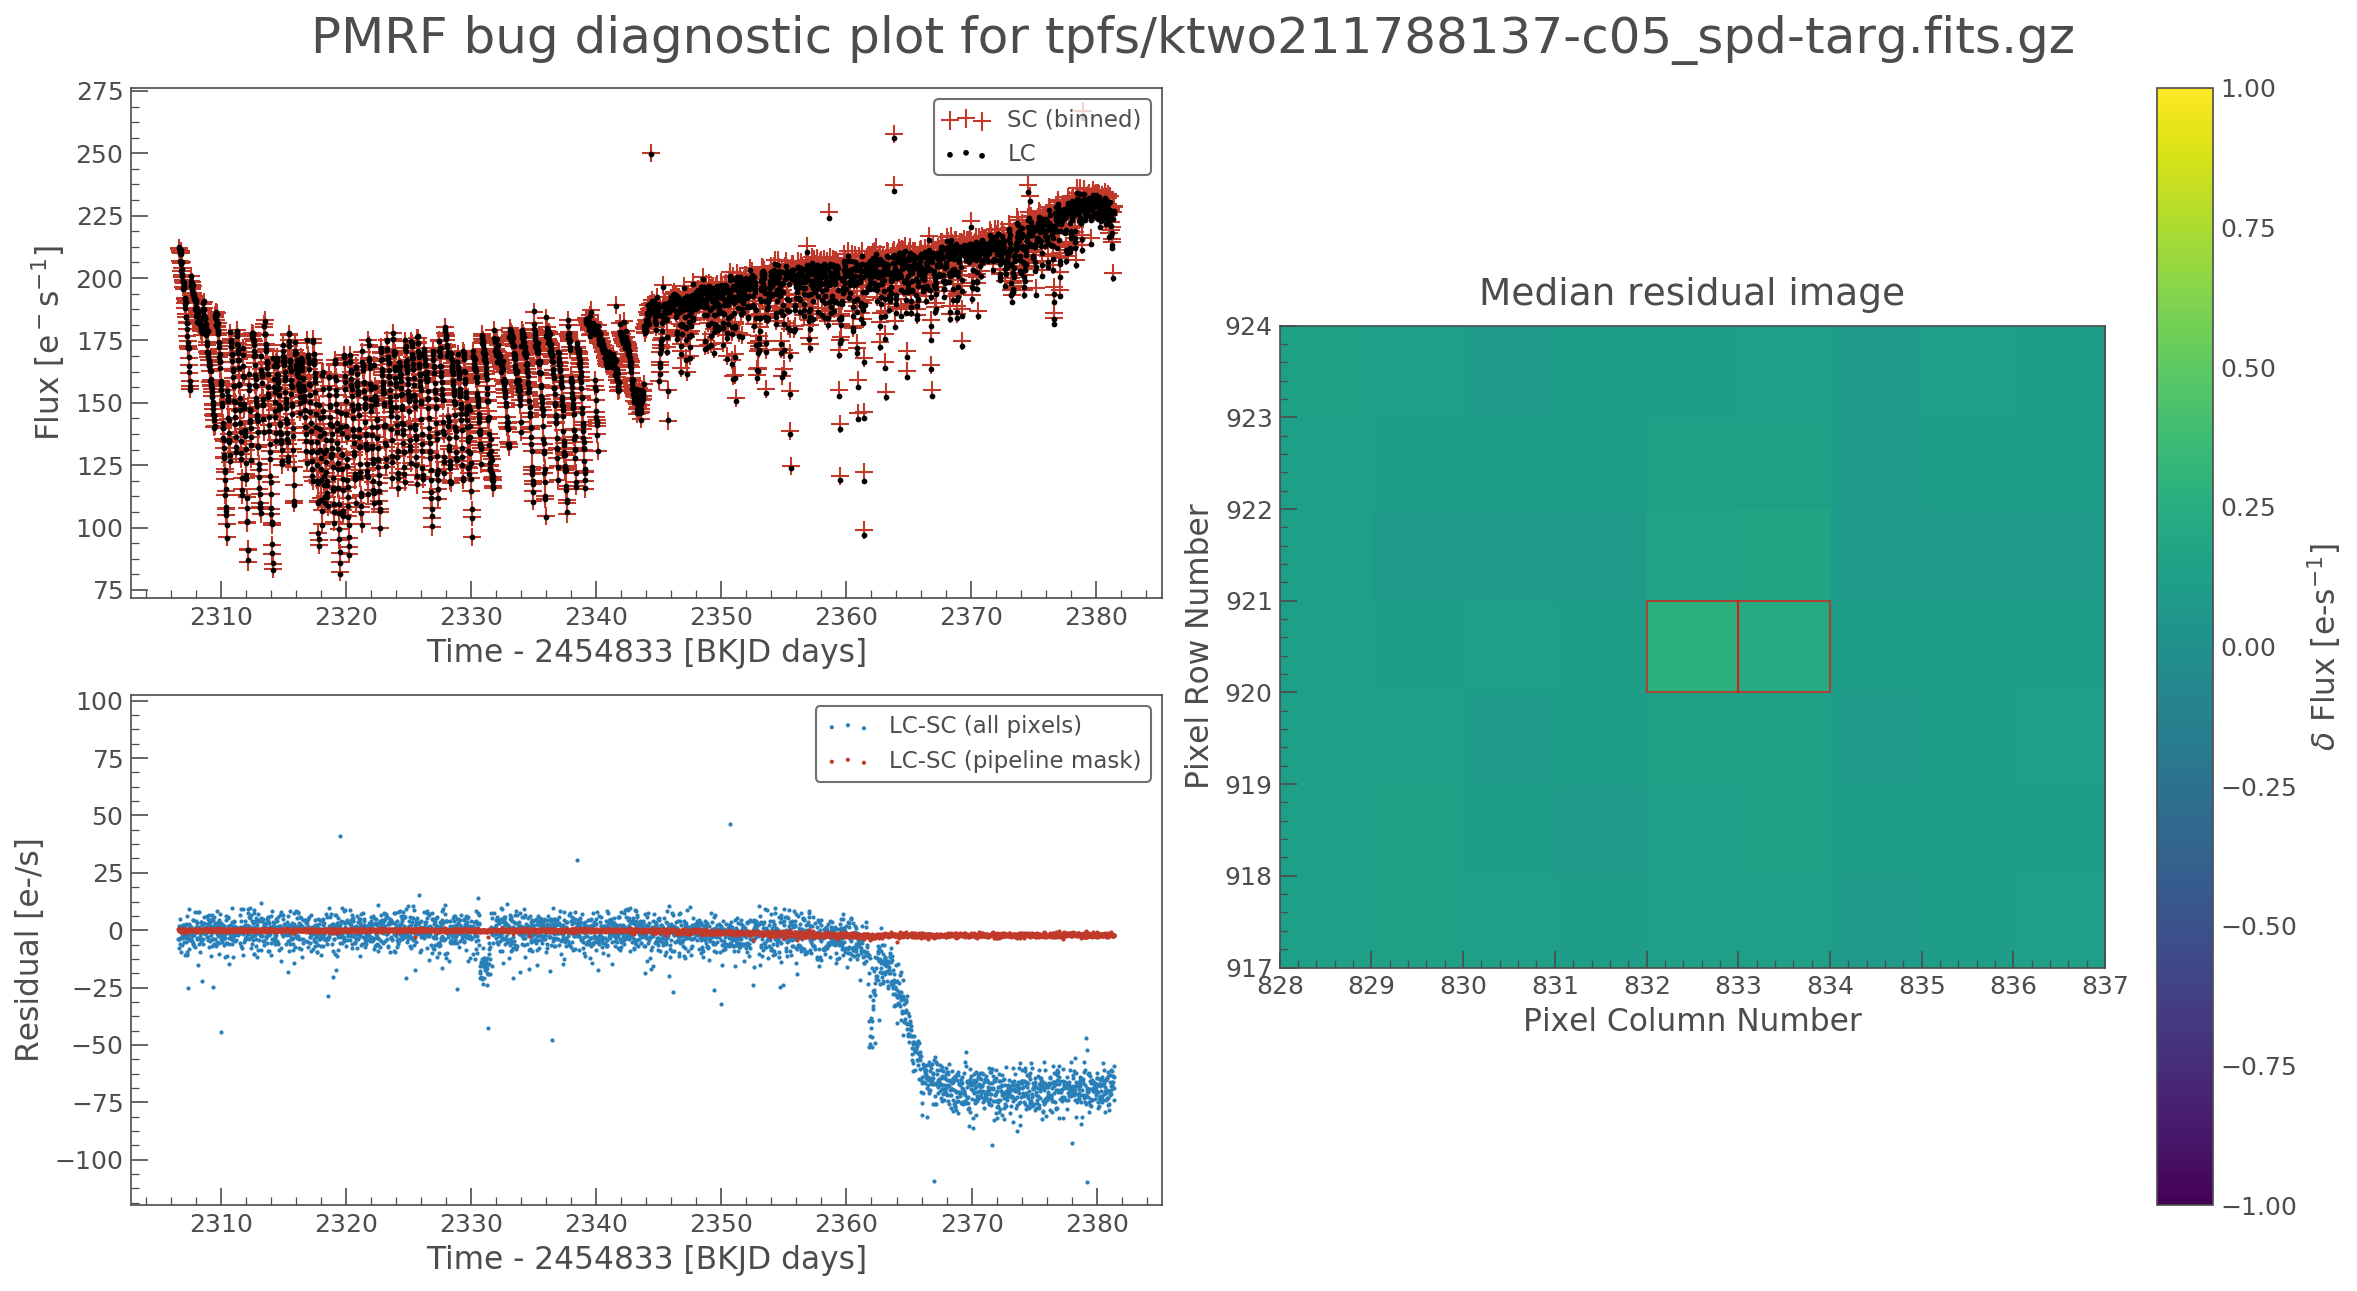 PMRF bug diagnostic plot for tpfs/ktwo211788137-c05_spd-targ.fits.gz
275
250
225
200
175
150
125
100
75
Flux [e⁻ s⁻¹]
SC (binned)
LC
2310 2320 2330 2340 2350 2360 2370 2380
Time - 2454833 [BKJD days]
100
75
50
25
0
−25
−50
−75
−100
Residual [e-/s]
LC-SC (all pixels)
LC-SC (pipeline mask)
2310 2320 2330 2340 2350 2360 2370 2380
Time - 2454833 [BKJD days]
Median residual image
924
923
922
921
920
919
918
917
Pixel Row Number
828 829 830 831 832 833 834 835 836 837
Pixel Column Number
1.00
0.75
0.50
0.25
0.00
−0.25
−0.50
−0.75
−1.00
δ Flux [e-s⁻¹]